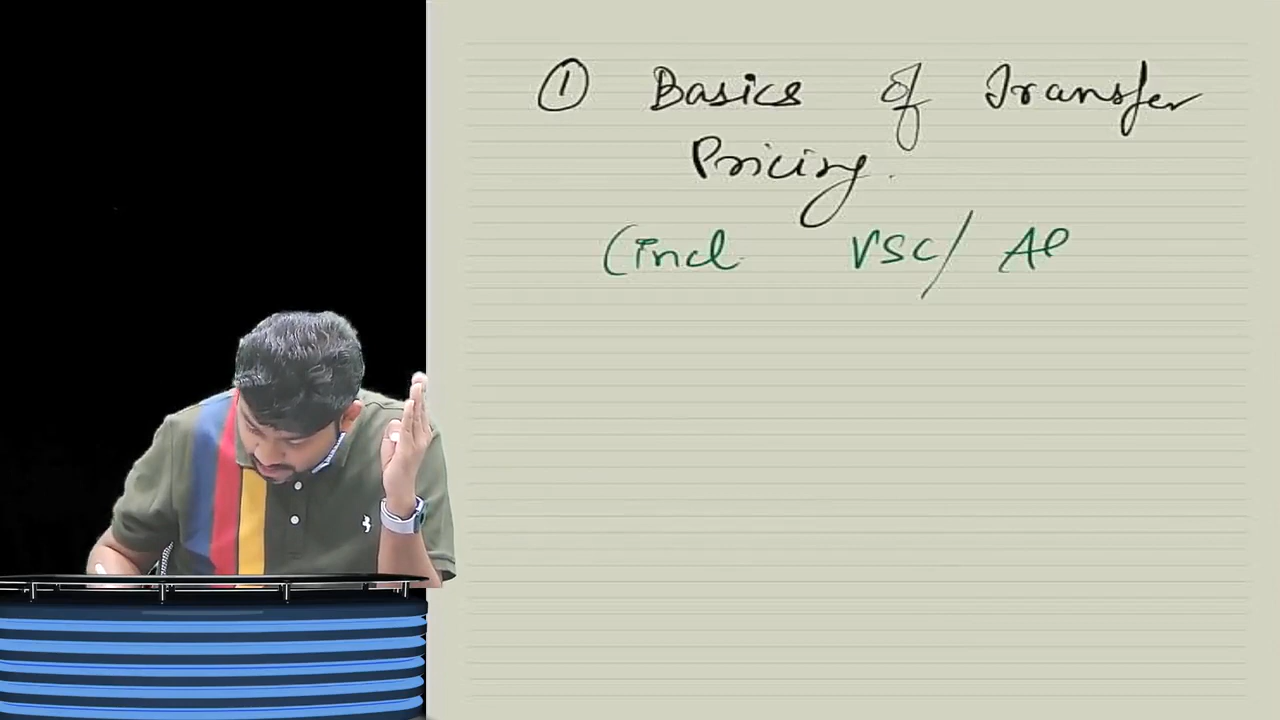 ① Basics of Transfer
Pricing.
(incl. VSC/ AP